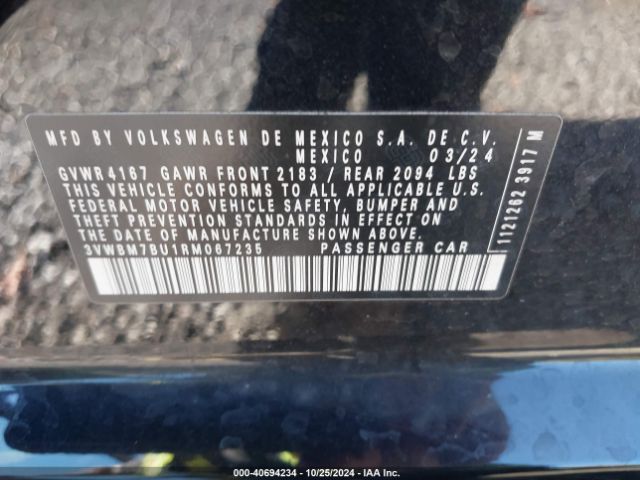 MFD BY VOLKSWAGEN DE MEXICO S.A. DE C.V.
MEXICO 03/24
GVWR 4167 GAWR FRONT 2183 / REAR 2094 LBS
THIS VEHICLE CONFORMS TO ALL APPLICABLE U.S.
FEDERAL MOTOR VEHICLE SAFETY, BUMPER AND
THEFT PREVENTION STANDARDS IN EFFECT ON
THE DATE OF MANUFACTURE SHOWN ABOVE.
3VWBM7BU1RM067235 PASSENGER CAR
1121262 3917 M
000-40694234 - 10/25/2024 - IAA Inc.